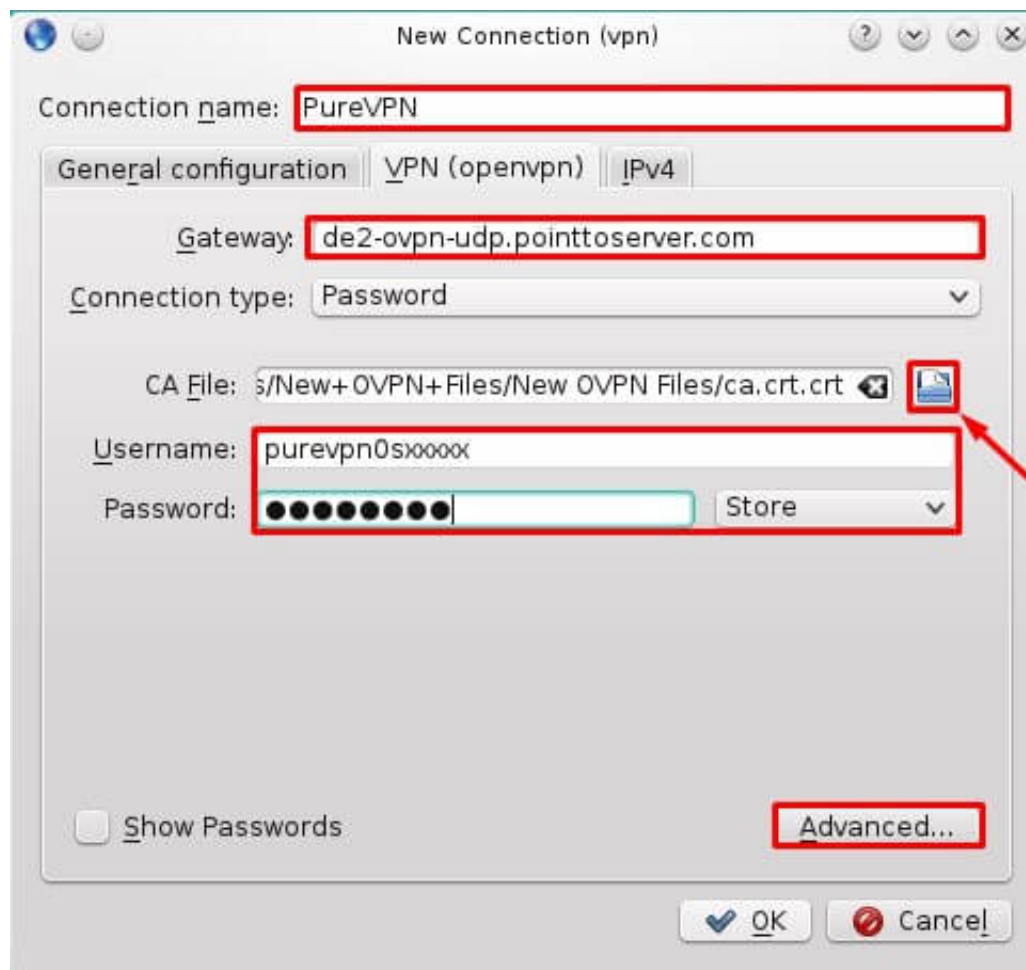 New Connection (vpn)
Connection name: PureVPN
General configuration VPN (openvpn) IPv4
Gateway: de2-ovpn-udp.pointtoserver.com
Connection type: Password
CA File: s/New+OVPN+Files/New OVPN Files/ca.crt.crt
Username: purevpn0sxxxxx
Password: ●●●●●●●● Store
Show Passwords Advanced...
OK Cancel